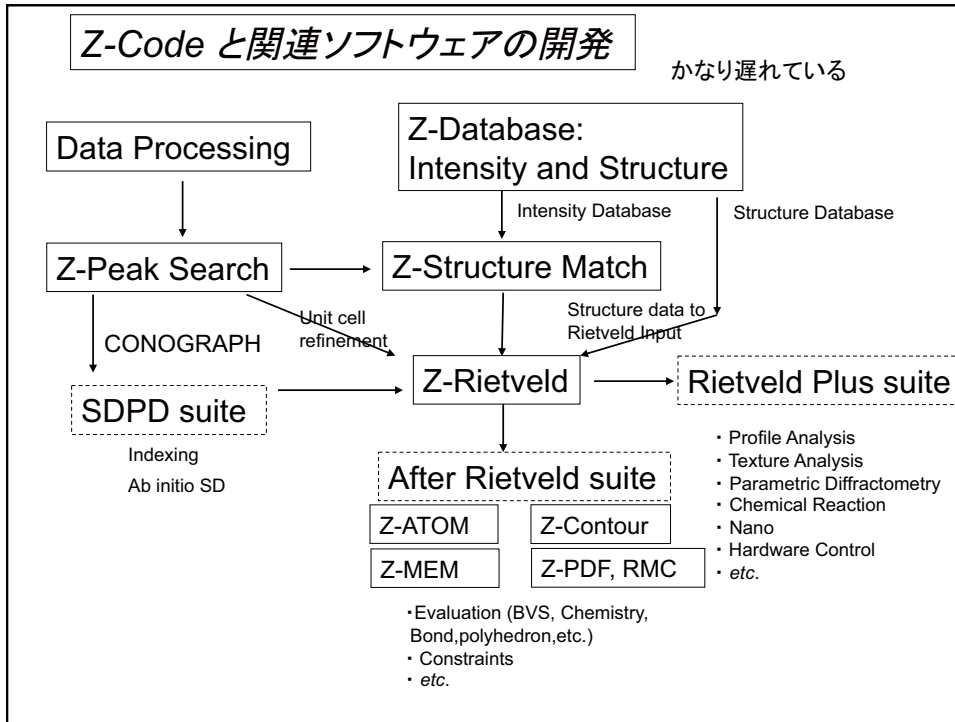 Z-Code と関連ソフトウェアの開発
かなり遅れている
Data Processing
Z-Database:
Intensity and Structure
Intensity Database
Structure Database
Z-Peak Search
Z-Structure Match
Unit cell
refinement
Structure data to
Rietveld Input
CONOGRAPH
SDPD suite
Z-Rietveld
Rietveld Plus suite
Indexing
Ab initio SD
After Rietveld suite
Z-ATOM
Z-Contour
Z-MEM
Z-PDF, RMC
・Evaluation (BVS, Chemistry,
Bond,polyhedron,etc.)
・ Constraints
・ etc.
・ Profile Analysis
・ Texture Analysis
・ Parametric Diffractometry
・ Chemical Reaction
・ Nano
・ Hardware Control
・ etc.